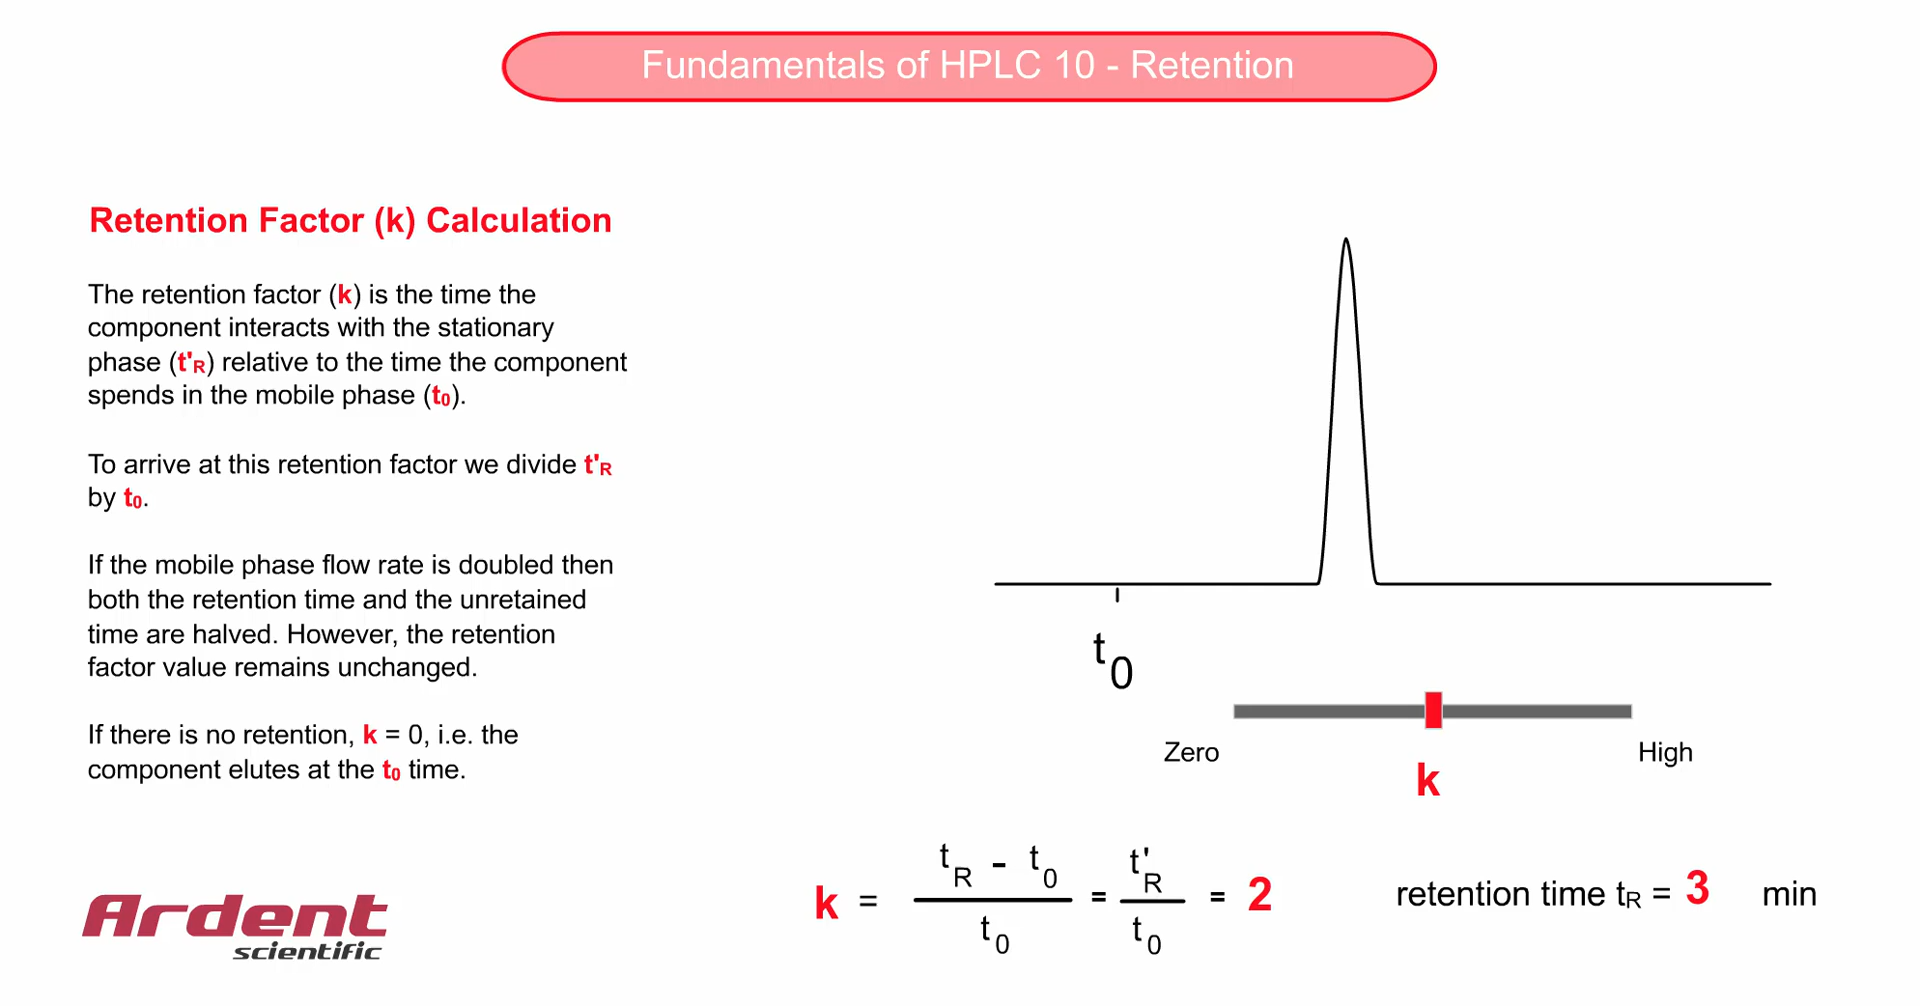 Fundamentals of HPLC 10 - Retention
Retention Factor (k) Calculation
The retention factor (k) is the time the
component interacts with the stationary
phase (t'R) relative to the time the component
spends in the mobile phase (t0).
To arrive at this retention factor we divide t'R
by t0.
If the mobile phase flow rate is doubled then
both the retention time and the unretained
time are halved. However, the retention
factor value remains unchanged.
If there is no retention, k = 0, i.e. the
component elutes at the t0 time.
t0
Zero
High
k
k = (tR - t0) / t0 = t'R / t0 = 2
retention time tR = 3 min
Ardent
scientific